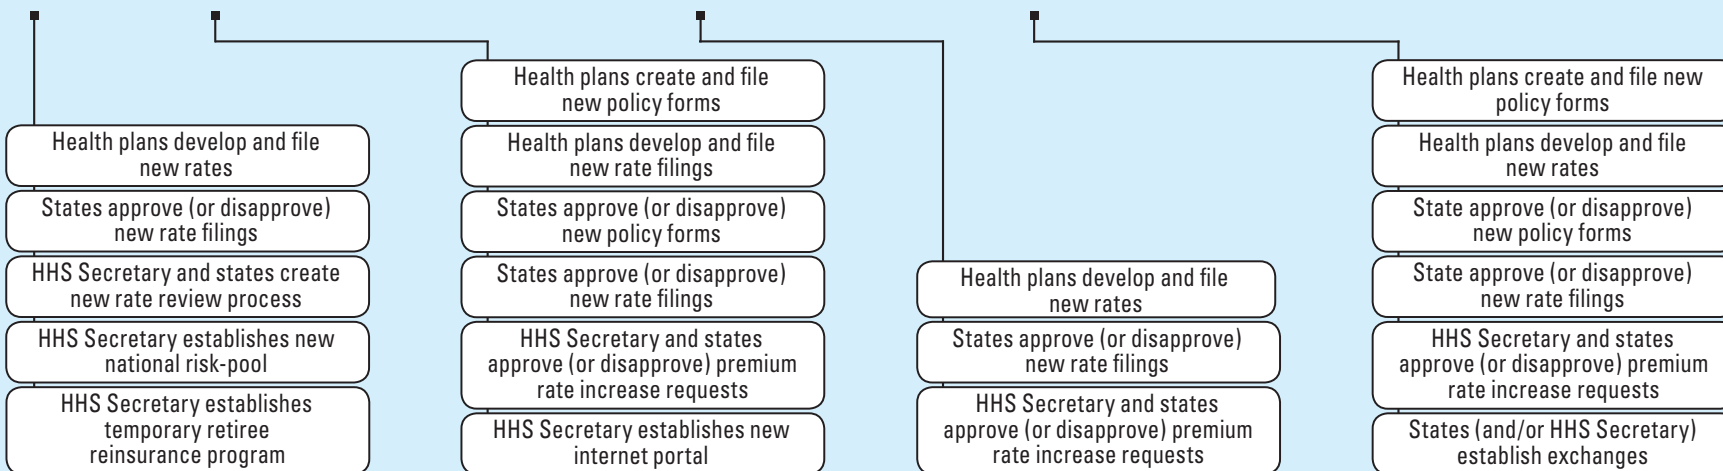 Health plans develop and file
new rates
States approve (or disapprove)
new rate filings
HHS Secretary and states create
new rate review process
HHS Secretary establishes new
national risk-pool
HHS Secretary establishes
temporary retiree
reinsurance program
Health plans create and file
new policy forms
Health plans develop and file
new rate filings
States approve (or disapprove)
new policy forms
States approve (or disapprove)
new rate filings
HHS Secretary and states
approve (or disapprove) premium
rate increase requests
HHS Secretary establishes new
internet portal
Health plans develop and file
new rates
States approve (or disapprove)
new rate filings
HHS Secretary and states
approve (or disapprove) premium
rate increase requests
Health plans create and file new
policy forms
Health plans develop and file
new rates
State approve (or disapprove)
new policy forms
State approve (or disapprove)
new rate filings
HHS Secretary and states
approve (or disapprove) premium
rate increase requests
States (and/or HHS Secretary)
establish exchanges